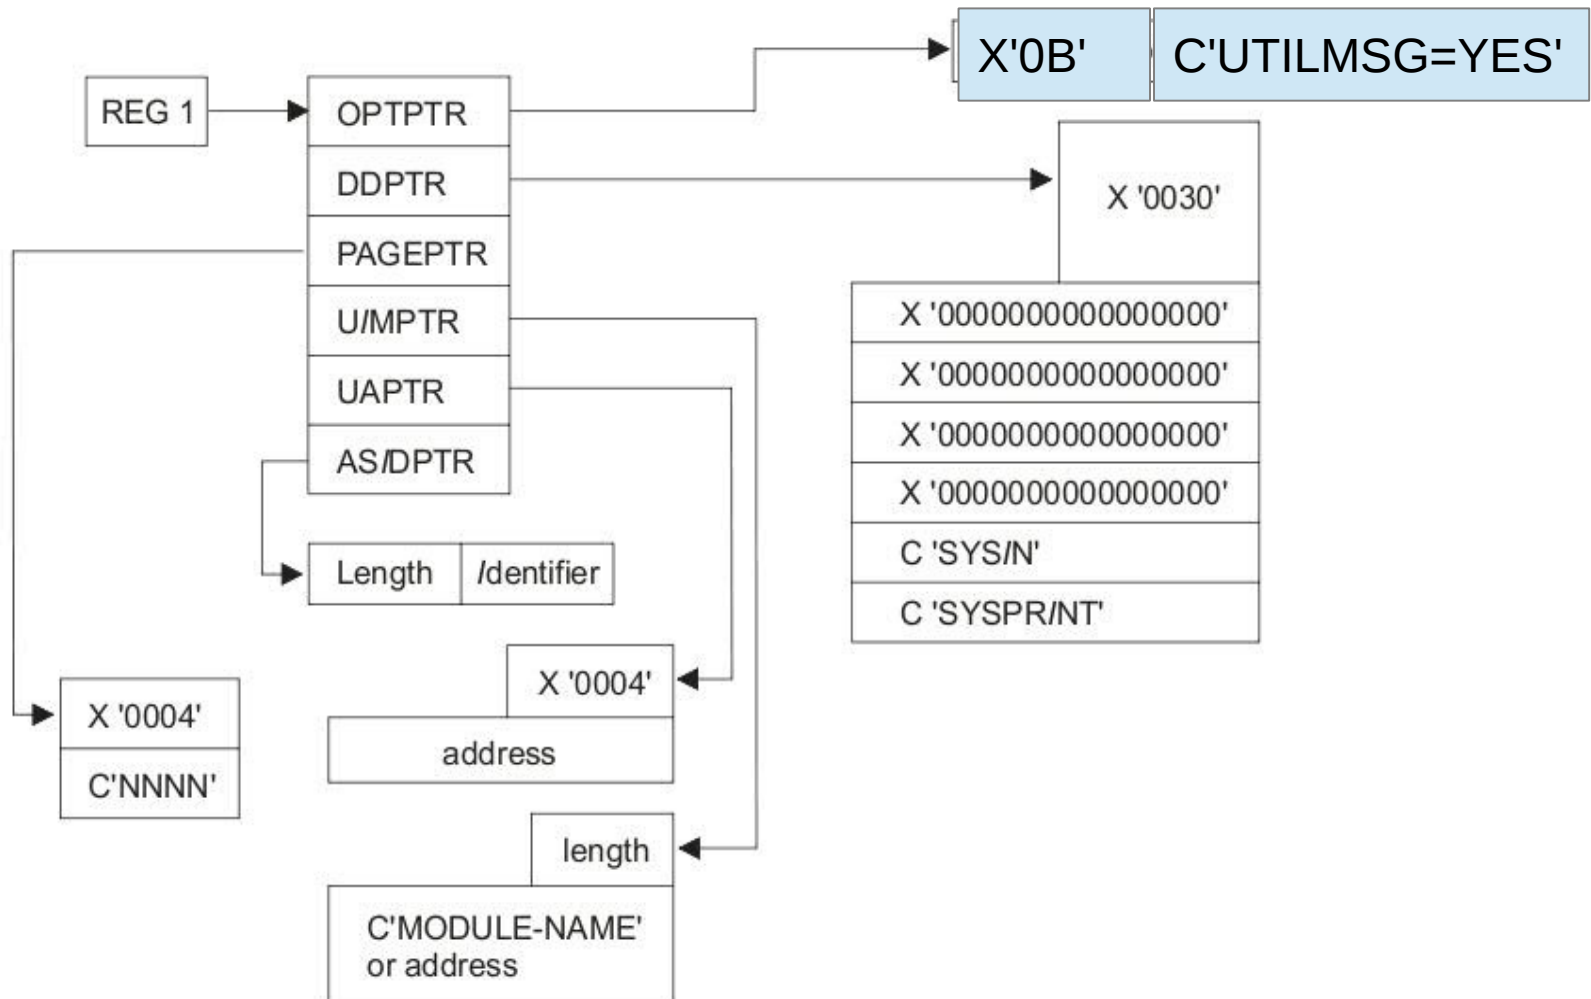 X'0B'
C'UTILMSG=YES'
REG 1
OPTPTR
DDPTR
PAGEPTR
U/MPTR
UAPTR
AS/DPTR
X '0030'
X '0000000000000000'
X '0000000000000000'
X '0000000000000000'
X '0000000000000000'
C 'SYS/N'
C 'SYSPR/NT'
Length
/dentifier
X '0004'
address
X '0004'
C'NNNN'
length
C'MODULE-NAME'
or address